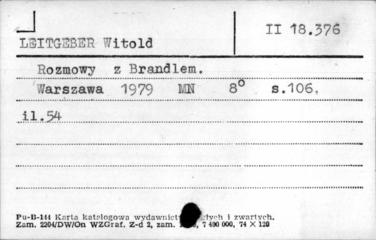 II 18.376
LEITGEBER Witold
Rozmowy z Brandlem.
Warszawa 1979 MN 8° s.106.
il.54
Pu-B-144 Karta katalogowa wydawnictw zwartych.
Zam. 2204/DW/On WZGraf. Z-d 2, zam. 7 490 000, 74 × 120